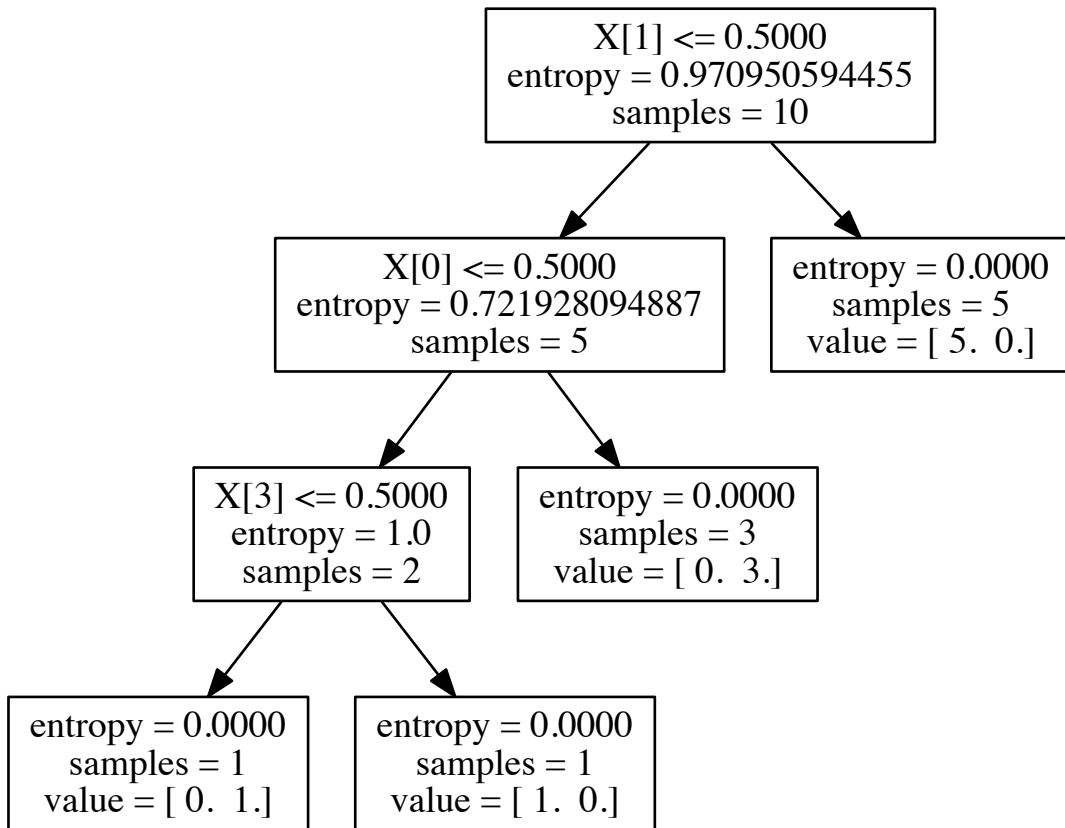 X[1] <= 0.5000
entropy = 0.970950594455
samples = 10
X[0] <= 0.5000
entropy = 0.721928094887
samples = 5
entropy = 0.0000
samples = 5
value = [ 5.  0.]
X[3] <= 0.5000
entropy = 1.0
samples = 2
entropy = 0.0000
samples = 3
value = [ 0.  3.]
entropy = 0.0000
samples = 1
value = [ 0.  1.]
entropy = 0.0000
samples = 1
value = [ 1.  0.]